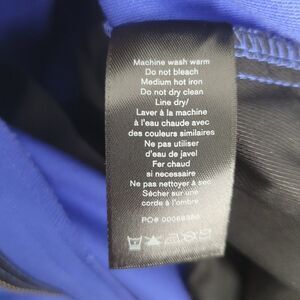 Machine wash warm
Do not bleach
Medium hot iron
Do not dry clean
Line dry/
Laver à la machine
à l'eau chaude avec
des couleurs similaires
Ne pas utiliser
d'eau de javel
Fer chaud
si necessaire
Ne pas nettoyer à sec
Sécher sur une
corde à l'ombre
PO#